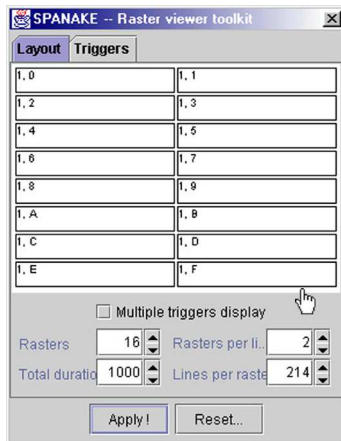 SPANAKE -- Raster viewer toolkit
Layout Triggers
1, 0 1, 1
1, 2 1, 3
1, 4 1, 5
1, 6 1, 7
1, 8 1, 9
1, A 1, B
1, C 1, D
1, E 1, F
Multiple triggers display
Rasters 16 Rasters per li.. 2
Total duratio 1000 Lines per raste 214
Apply! Reset...